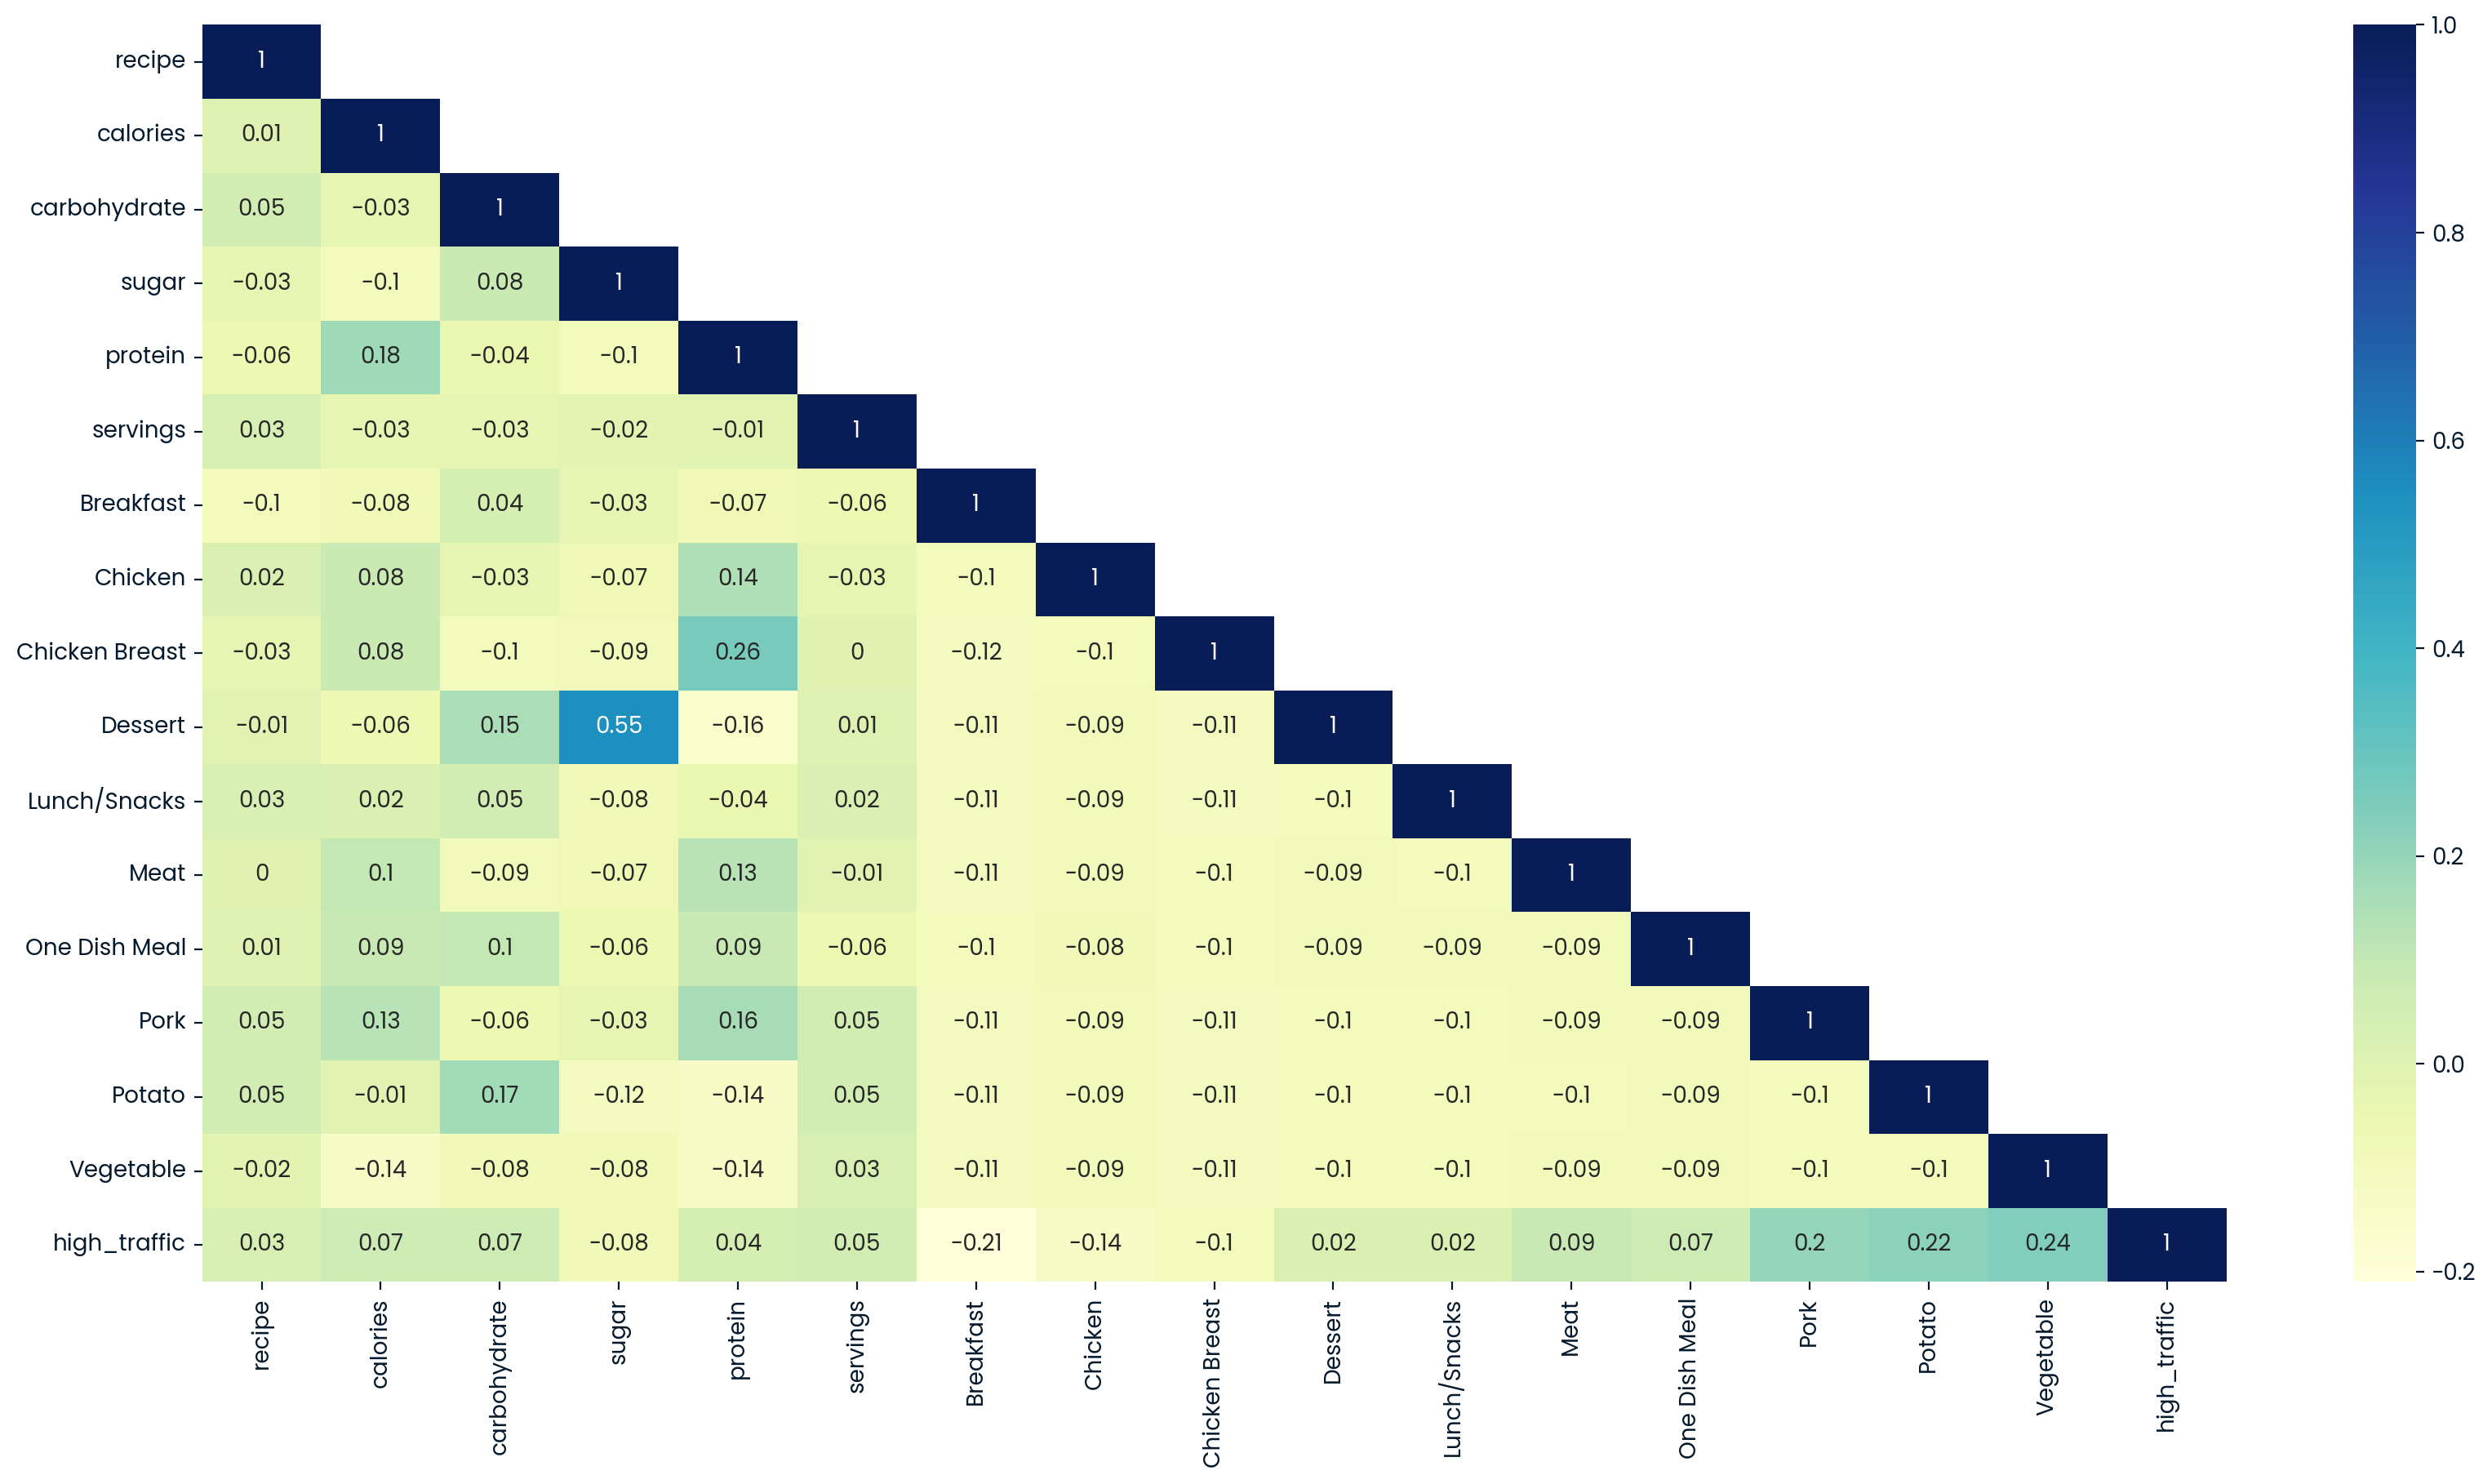 recipe 1 1.0
calories 0.01 1
carbohydrate 0.05 −0.03 1 0.8
sugar −0.03 −0.1 0.08 1
protein −0.06 0.18 −0.04 −0.1 1
servings 0.03 −0.03 −0.03 −0.02 −0.01 1 0.6
Breakfast −0.1 −0.08 0.04 −0.03 −0.07 −0.06 1
Chicken 0.02 0.08 −0.03 −0.07 0.14 −0.03 −0.1 1
Chicken Breast −0.03 0.08 −0.1 −0.09 0.26 0 −0.12 −0.1 1 0.4
Dessert −0.01 −0.06 0.15 0.55 −0.16 0.01 −0.11 −0.09 −0.11 1
Lunch/Snacks 0.03 0.02 0.05 −0.08 −0.04 0.02 −0.11 −0.09 −0.11 −0.1 1
Meat 0 0.1 −0.09 −0.07 0.13 −0.01 −0.11 −0.09 −0.1 −0.09 −0.1 1 0.2
One Dish Meal 0.01 0.09 0.1 −0.06 0.09 −0.06 −0.1 −0.08 −0.1 −0.09 −0.09 −0.09 1
Pork 0.05 0.13 −0.06 −0.03 0.16 0.05 −0.11 −0.09 −0.11 −0.1 −0.1 −0.09 −0.09 1
Potato 0.05 −0.01 0.17 −0.12 −0.14 0.05 −0.11 −0.09 −0.11 −0.1 −0.1 −0.1 −0.09 −0.1 1 0.0
Vegetable −0.02 −0.14 −0.08 −0.08 −0.14 0.03 −0.11 −0.09 −0.11 −0.1 −0.1 −0.09 −0.09 −0.1 −0.1 1
high_traffic 0.03 0.07 0.07 −0.08 0.04 0.05 −0.21 −0.14 −0.1 0.02 0.02 0.09 0.07 0.2 0.22 0.24 1 −0.2
recipe
calories
carbohydrate
sugar
protein
servings
Breakfast
Chicken
Chicken Breast
Dessert
Lunch/Snacks
Meat
One Dish Meal
Pork
Potato
Vegetable
high_traffic